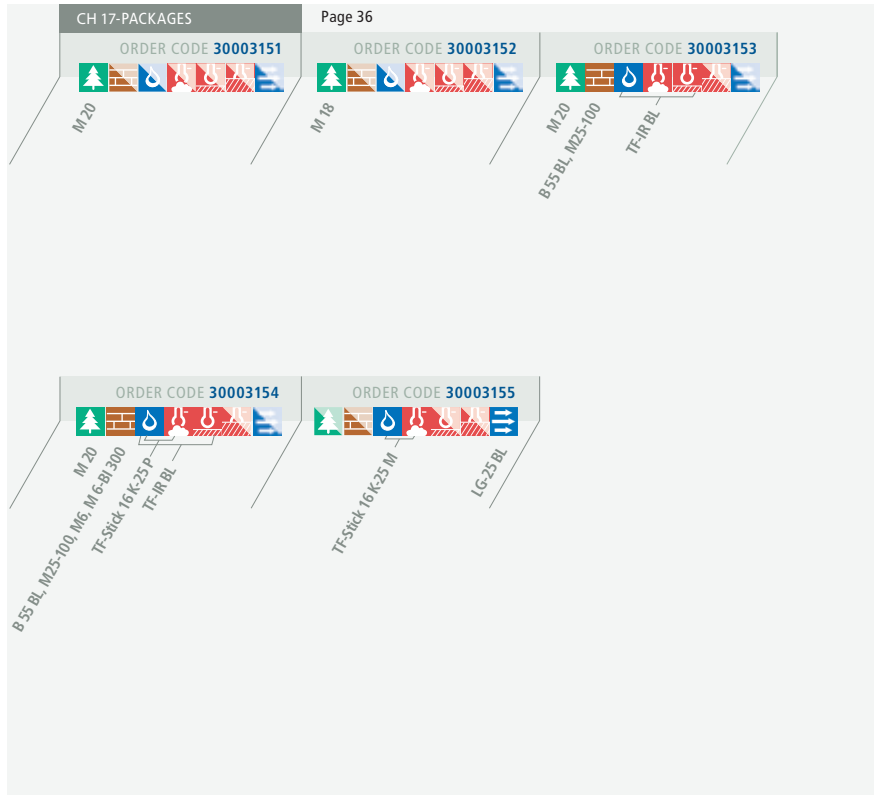 CH 17-PACKAGES
Page 36
ORDER CODE 30003151
ORDER CODE 30003152
ORDER CODE 30003153
M 20
M 18
M 20
B 55 BL, M25-100
TF-IR BL
ORDER CODE 30003154
ORDER CODE 30003155
M 20
B 55 BL, M25-100, M6, M 6-BI 300
TF-Stick 16 K-25 P
TF-IR BL
TF-Stick 16 K-25 M
LG-25 BL